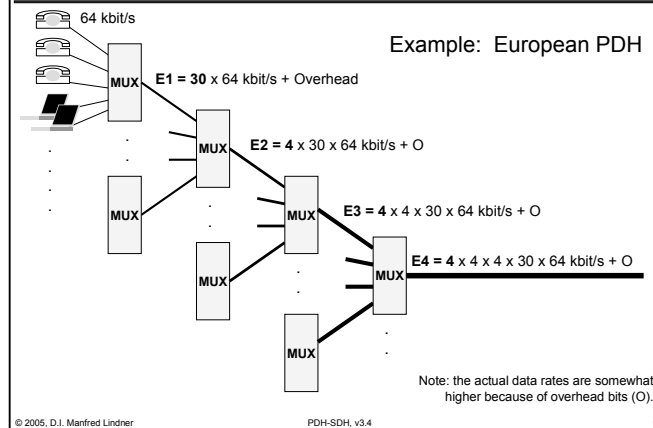 64 kbit/s
Example: European PDH
MUX
E1 = 30 x 64 kbit/s + Overhead
MUX
E2 = 4 x 30 x 64 kbit/s + O
MUX
MUX
E3 = 4 x 4 x 30 x 64 kbit/s + O
MUX
MUX
E4 = 4 x 4 x 4 x 30 x 64 kbit/s + O
MUX
Note: the actual data rates are somewhat
higher because of overhead bits (O).
© 2005, D.I. Manfred Lindner
PDH-SDH, v3.4